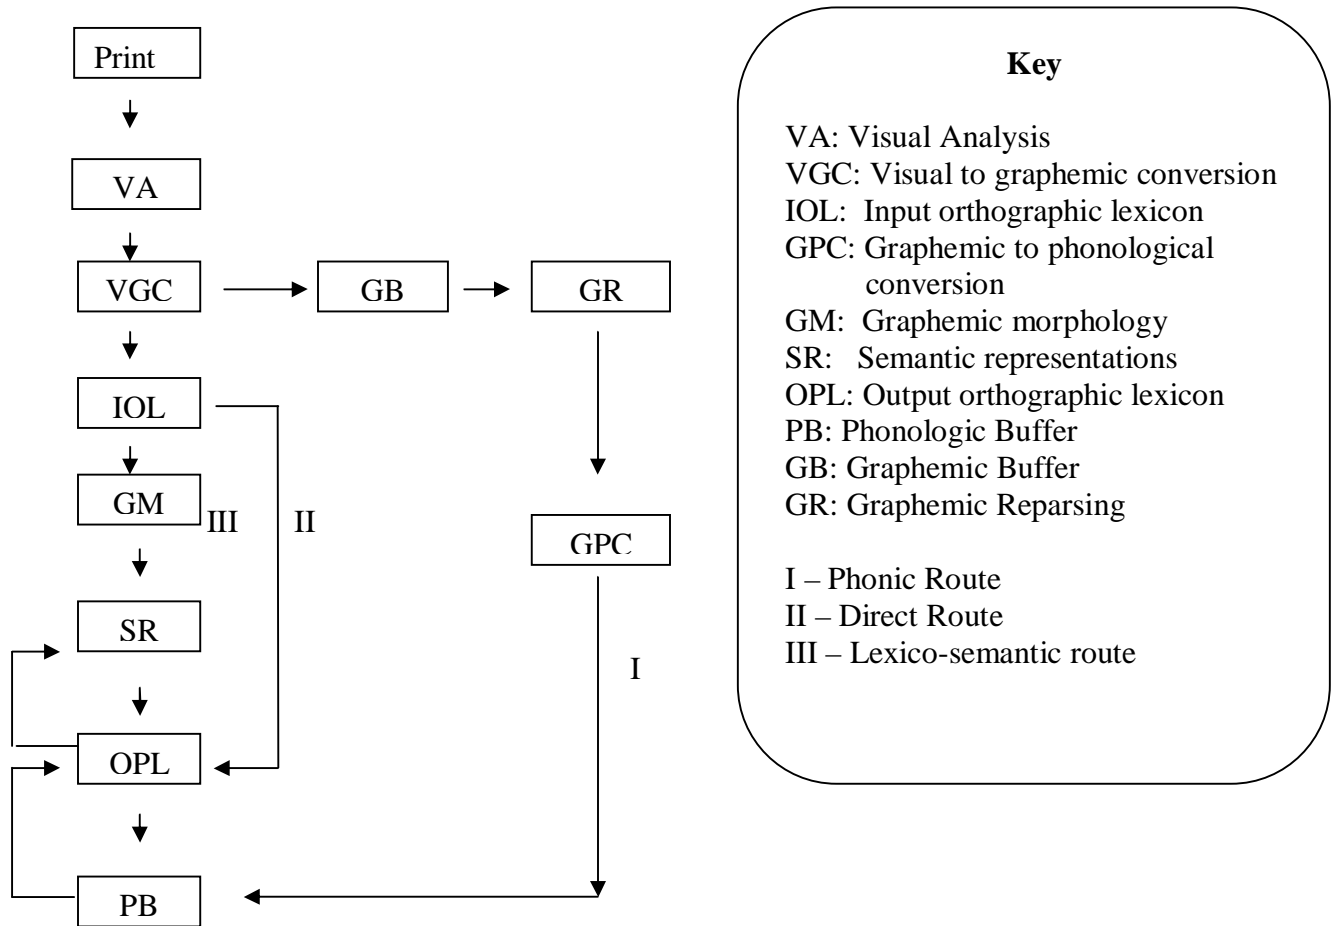 Print
VA
VGC
GB
GR
IOL
GM
III
II
GPC
SR
I
OPL
PB
Key
VA: Visual Analysis
VGC: Visual to graphemic conversion
IOL: Input orthographic lexicon
GPC: Graphemic to phonological
conversion
GM: Graphemic morphology
SR: Semantic representations
OPL: Output orthographic lexicon
PB: Phonologic Buffer
GB: Graphemic Buffer
GR: Graphemic Reparsing
I – Phonic Route
II – Direct Route
III – Lexico-semantic route